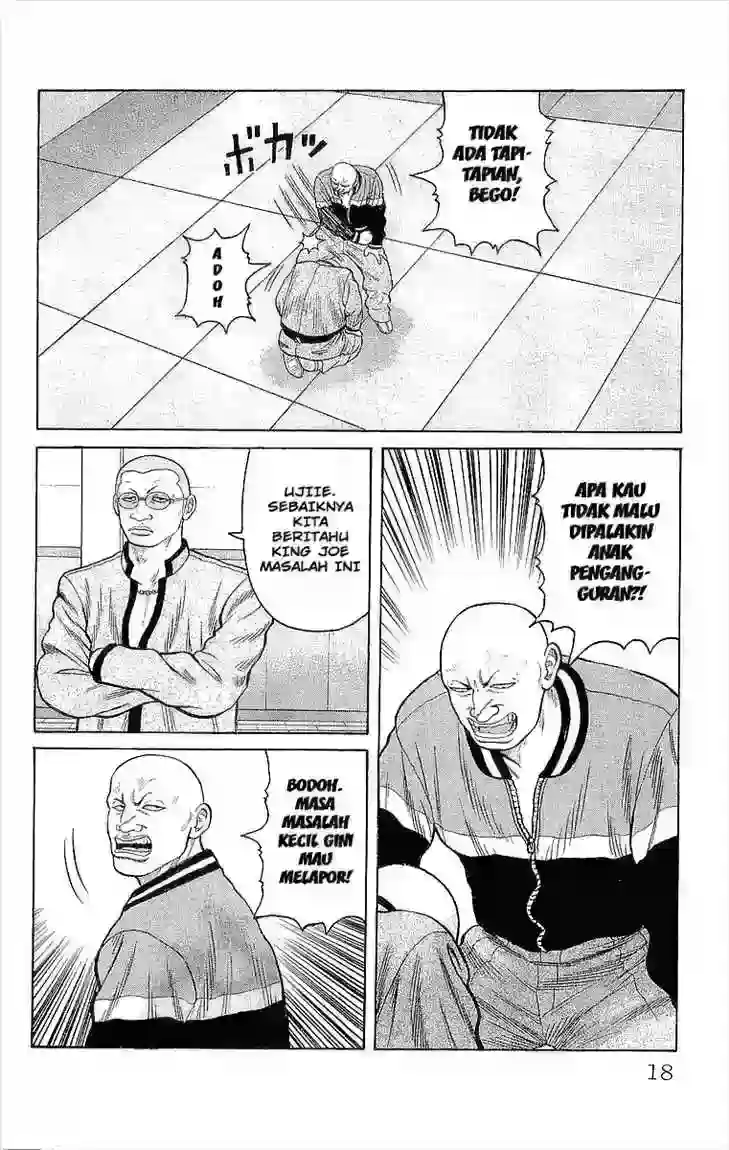 TIDAK
ADA TAPI-
TAPIAN,
BEGO!
ボカッ
A
D
O
H
APA KAU
TIDAK MALU
DIPALAKIN
ANAK
PENGANG-
GURAN?!
UJIIE.
SEBAIKNYA
KITA
BERITAHU
KING JOE
MASALAH INI
BODOH.
MASA
MASALAH
KECIL GINI
MAU
MELAPOR!
18